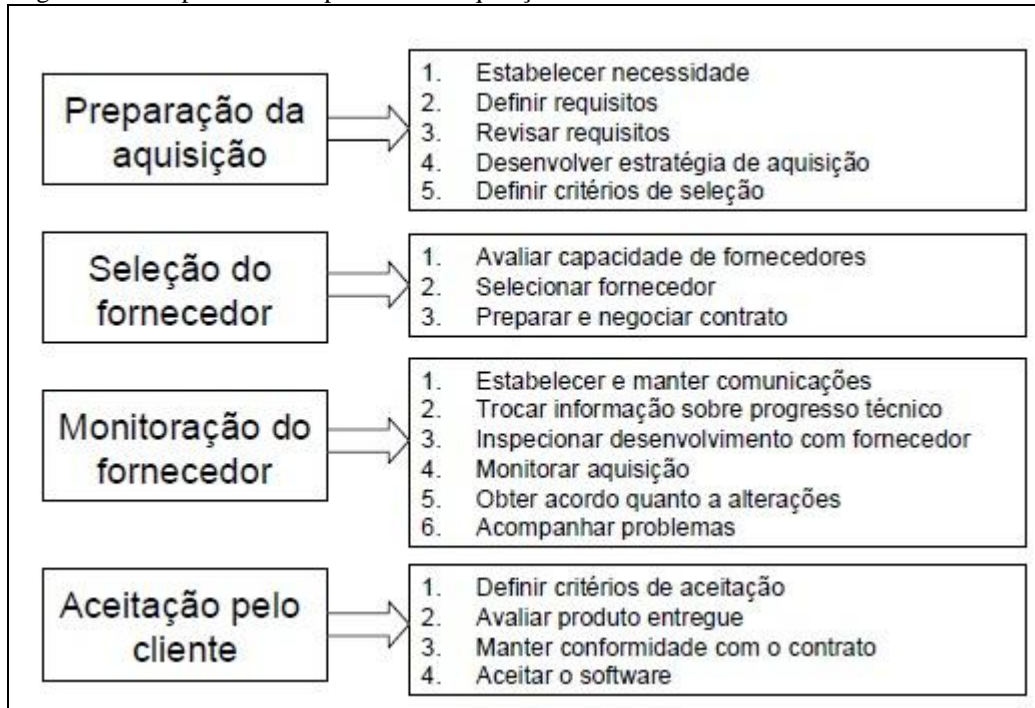 Preparação da
aquisição
1. Estabelecer necessidade
2. Definir requisitos
3. Revisar requisitos
4. Desenvolver estratégia de aquisição
5. Definir critérios de seleção
Seleção do
fornecedor
1. Avaliar capacidade de fornecedores
2. Selecionar fornecedor
3. Preparar e negociar contrato
Monitoração do
fornecedor
1. Estabelecer e manter comunicações
2. Trocar informação sobre progresso técnico
3. Inspecionar desenvolvimento com fornecedor
4. Monitorar aquisição
5. Obter acordo quanto a alterações
6. Acompanhar problemas
Aceitação pelo
cliente
1. Definir critérios de aceitação
2. Avaliar produto entregue
3. Manter conformidade com o contrato
4. Aceitar o software